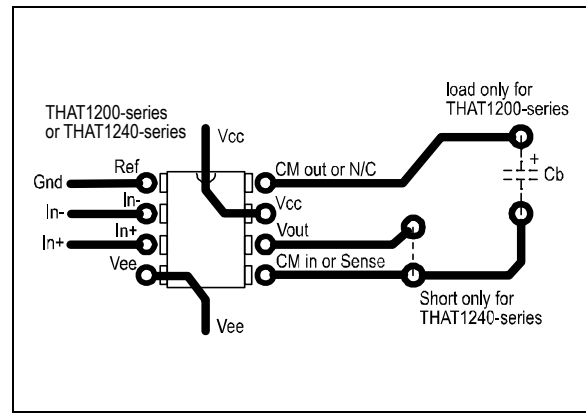 load only for
THAT1200-series
THAT1200-series
or THAT1240-series
Vcc
Ref
CM out or N/C
+
Cb
Gnd
In-
Vcc
In-
In+
Vout
In+
Vee
CM in or Sense
Short only for
THAT1240-series
Vee